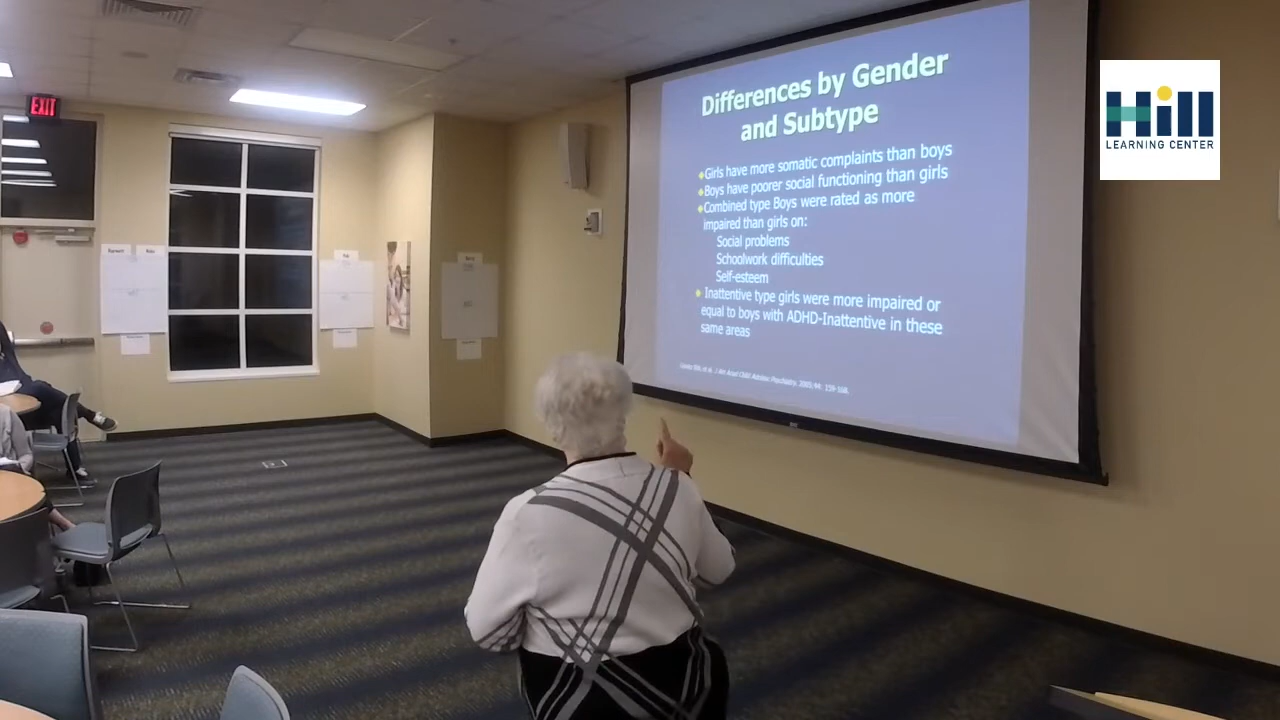 EXIT
Differences by Gender
and Subtype
Girls have more somatic complaints than boys
Boys have poorer social functioning than girls
Combined type Boys were rated as more
impaired than girls on:
Social problems
Schoolwork difficulties
Self-esteem
Inattentive type girls were more impaired or
equal to boys with ADHD-Inattentive in these
same areas
Hill
LEARNING CENTER